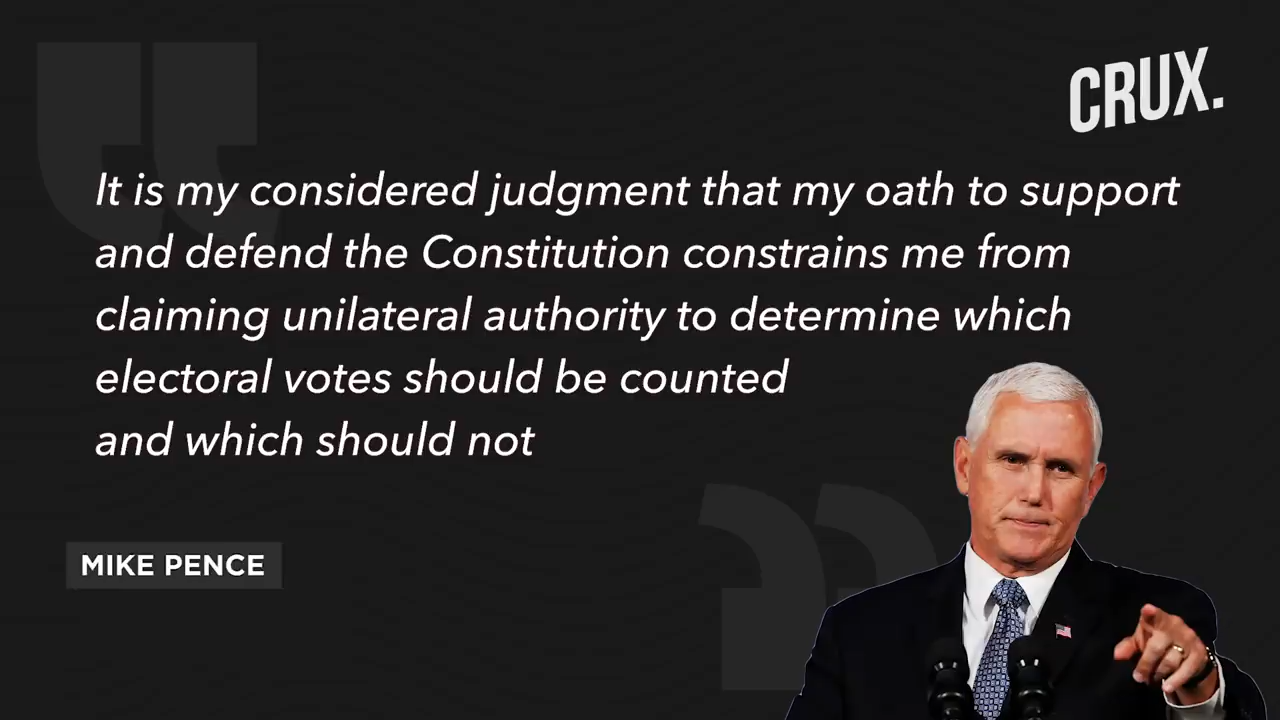 CRUX.
It is my considered judgment that my oath to support
and defend the Constitution constrains me from
claiming unilateral authority to determine which
electoral votes should be counted
and which should not
MIKE PENCE